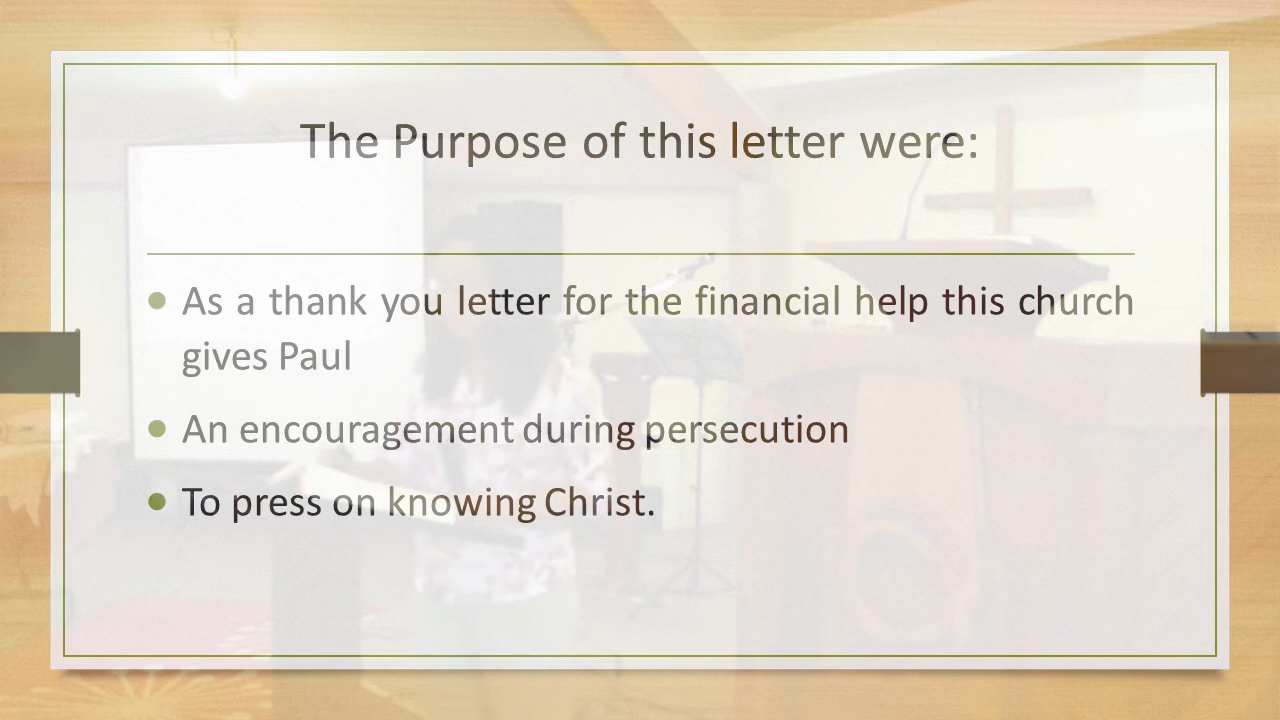 The Purpose of this letter were:
As a thank you letter for the financial help this church
gives Paul
An encouragement during persecution
To press on knowing Christ.